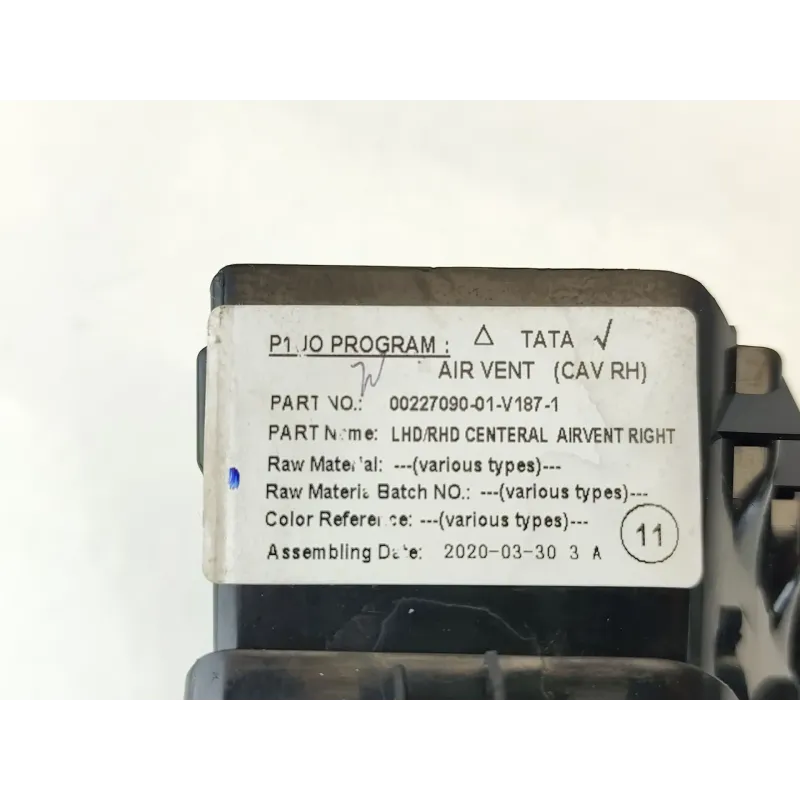 PROGRAM : △ TATA ✓
AIR VENT (CAV RH)
PART NO.: 00227090-01-V187-1
PART Name: LHD/RHD CENTERAL AIRVENT RIGHT
Raw Material: ---(various types)---
Raw Materia Batch NO.: ---(various types)---
Color Reference: ---(various types)---
Assembling Date: 2020-03-30 3 A
11